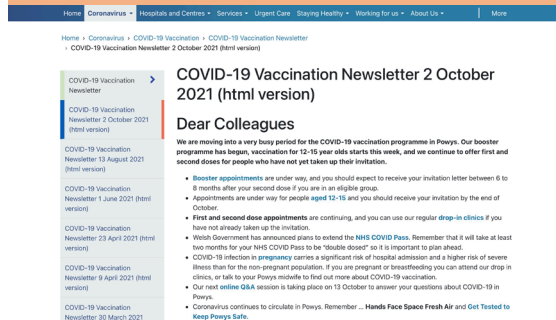 Home Coronavirus Hospitals and Centres Services Urgent Care Staying Healthy Working for us About Us More
Home › Coronavirus › COVID-19 Vaccination › COVID-19 Vaccination Newsletter
› COVID-19 Vaccination Newsletter 2 October 2021 (html version)
COVID-19 Vaccination
Newsletter
COVID-19 Vaccination
Newsletter 2 October 2021
(html version)
COVID-19 Vaccination
Newsletter 13 August 2021
(html version)
COVID-19 Vaccination
Newsletter 1 June 2021 (html
version)
COVID-19 Vaccination
Newsletter 23 April 2021 (html
version)
COVID-19 Vaccination
Newsletter 9 April 2021 (html
version)
COVID-19 Vaccination
Newsletter 30 March 2021
COVID-19 Vaccination Newsletter 2 October
2021 (html version)
Dear Colleagues
We are moving into a very busy period for the COVID-19 vaccination programme in Powys. Our booster
programme has begun, vaccination for 12-15 year olds starts this week, and we continue to offer first and
second doses for people who have not yet taken up their invitation.
• Booster appointments are under way, and you should expect to receive your invitation letter between 6 to
8 months after your second dose if you are in an eligible group.
• Appointments are under way for people aged 12-15 and you should receive your invitation by the end of
October.
• First and second dose appointments are continuing, and you can use our regular drop-in clinics if you
have not already taken up the invitation.
• Welsh Government has announced plans to extend the NHS COVID Pass. Remember that it will take at least
two months for your NHS COVID Pass to be "double dosed" so it is important to plan ahead.
• COVID-19 infection in pregnancy carries a significant risk of hospital admission and a higher risk of severe
illness than for the non-pregnant population. If you are pregnant or breastfeeding you can attend our drop in
clinics, or talk to your Powys midwife to find out more about COVID-19 vaccination.
• Our next online Q&A session is taking place on 13 October to answer your questions about COVID-19 in
Powys.
• Coronavirus continues to circulate in Powys. Remember ... Hands Face Space Fresh Air and Get Tested to
Keep Powys Safe.